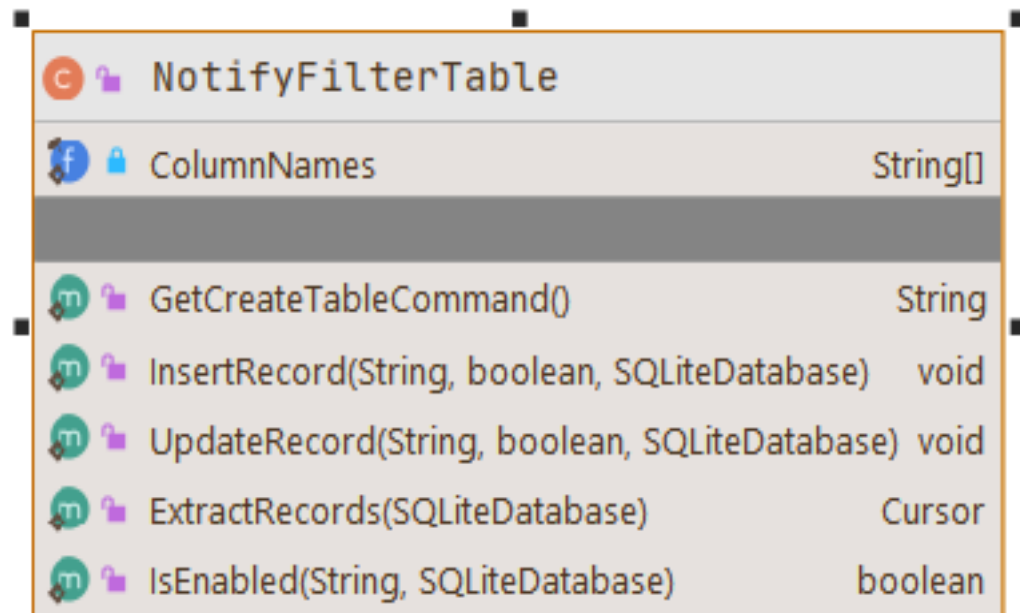 C NotifyFilterTable
f ColumnNames String[]
m GetCreateTableCommand() String
m InsertRecord(String, boolean, SQLiteDatabase) void
m UpdateRecord(String, boolean, SQLiteDatabase) void
m ExtractRecords(SQLiteDatabase) Cursor
m IsEnabled(String, SQLiteDatabase) boolean